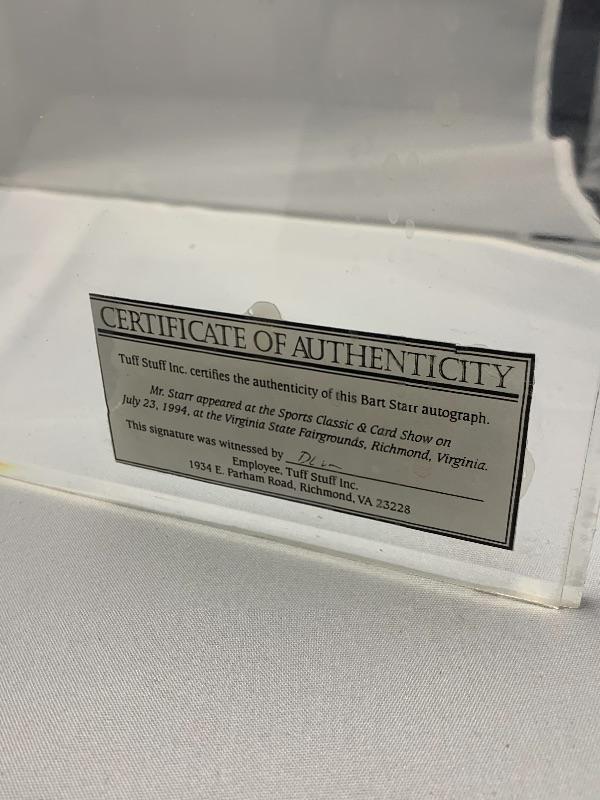 CERTIFICATE OF AUTHENTICITY
Tuff Stuff Inc. certifies the authenticity of this Bart Starr autograph.
Mr. Starr appeared at the Sports Classic & Card Show on
July 23, 1994, at the Virginia State Fairgrounds, Richmond, Virginia.
This signature was witnessed by
Employee, Tuff Stuff Inc.
1934 E. Parham Road, Richmond, VA 23228